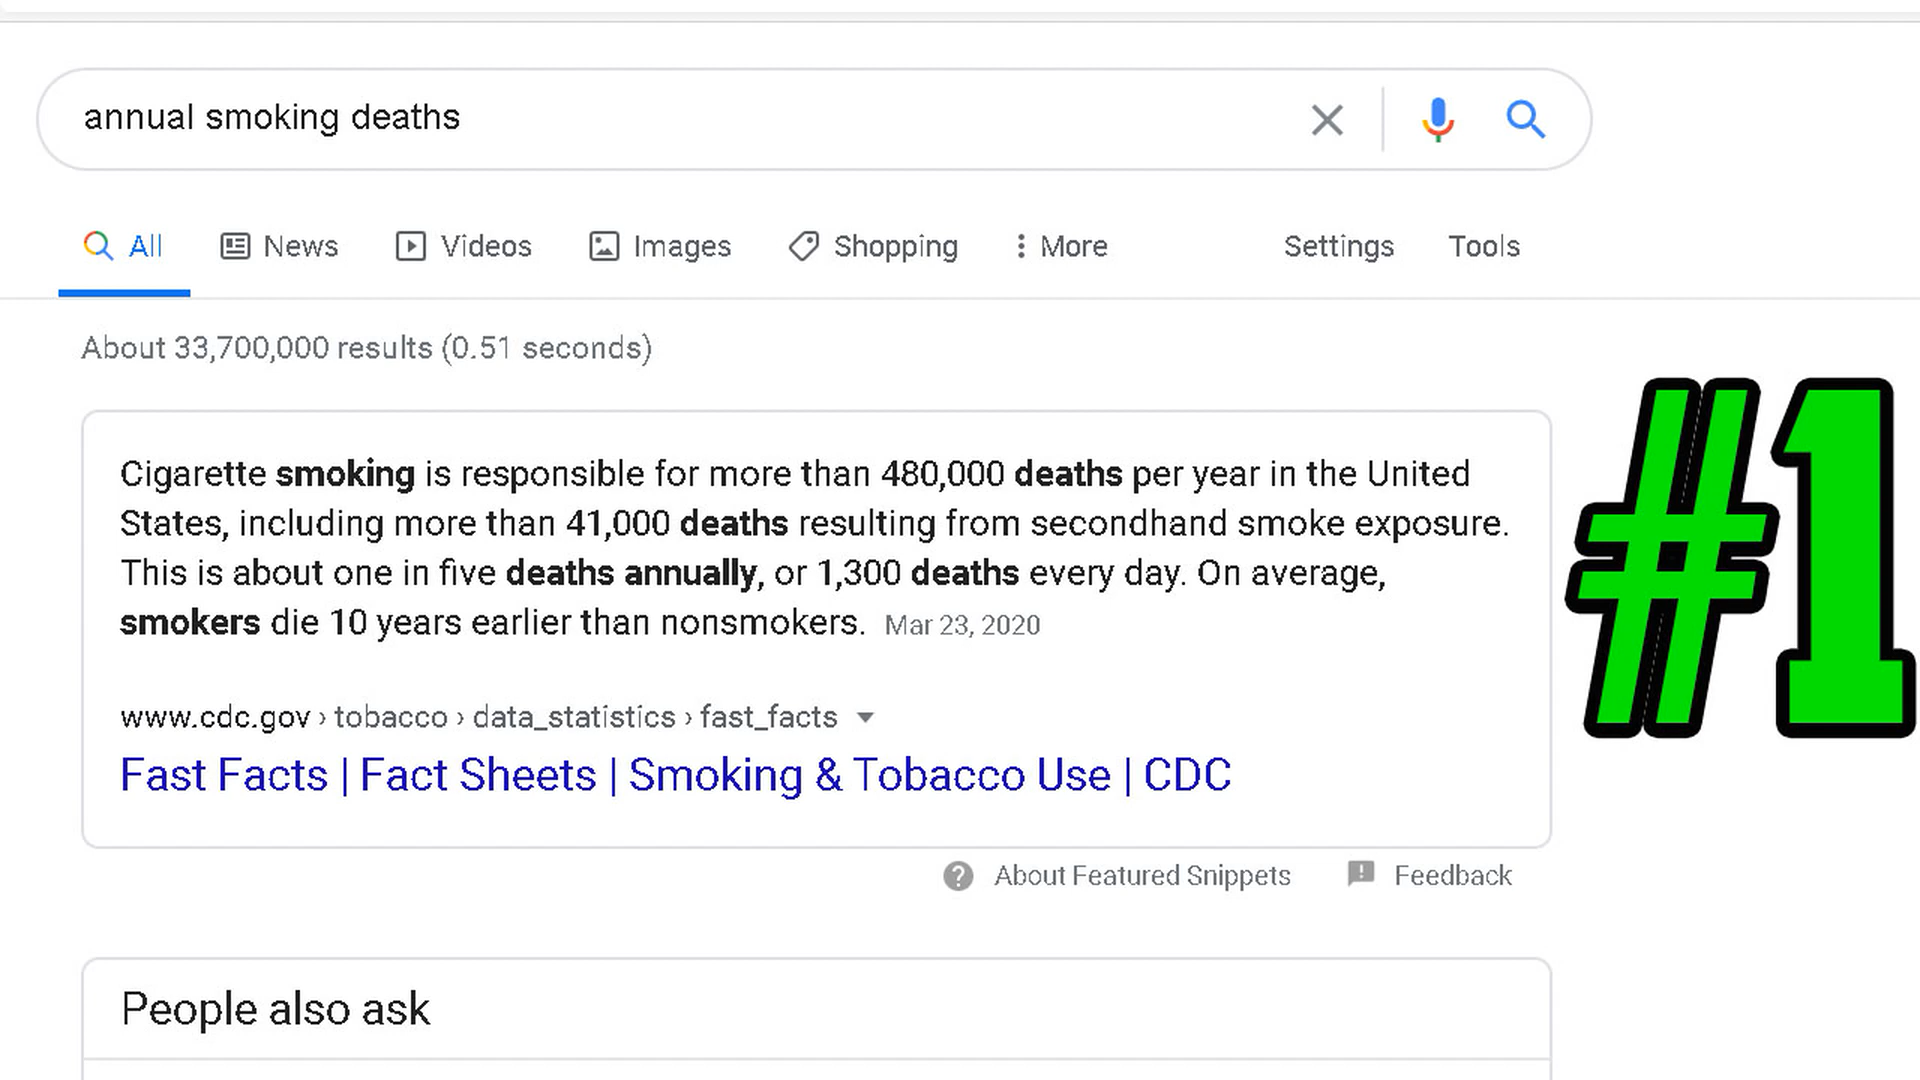 annual smoking deaths
All News Videos Images Shopping More Settings Tools
About 33,700,000 results (0.51 seconds)
Cigarette smoking is responsible for more than 480,000 deaths per year in the United
States, including more than 41,000 deaths resulting from secondhand smoke exposure.
This is about one in five deaths annually, or 1,300 deaths every day. On average,
smokers die 10 years earlier than nonsmokers. Mar 23, 2020
#1
www.cdc.gov › tobacco › data_statistics › fast_facts
Fast Facts | Fact Sheets | Smoking & Tobacco Use | CDC
About Featured Snippets Feedback
People also ask